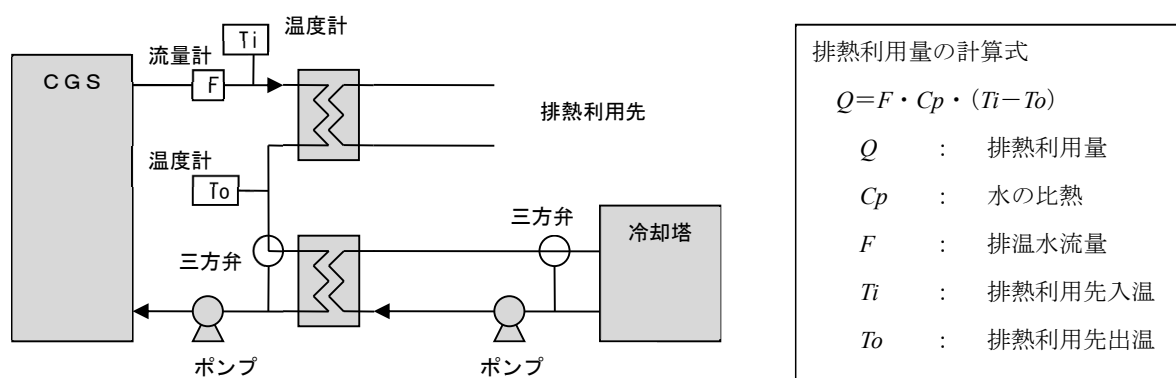 温度計
Ti
流量計
CGS
F
排熱利用先
温度計
To
三方弁
冷却塔
三方弁
ポンプ
ポンプ
排熱利用量の計算式
Q=F・Cp・(Ti-To)
Q : 排熱利用量
Cp : 水の比熱
F : 排温水流量
Ti : 排熱利用先入温
To : 排熱利用先出温